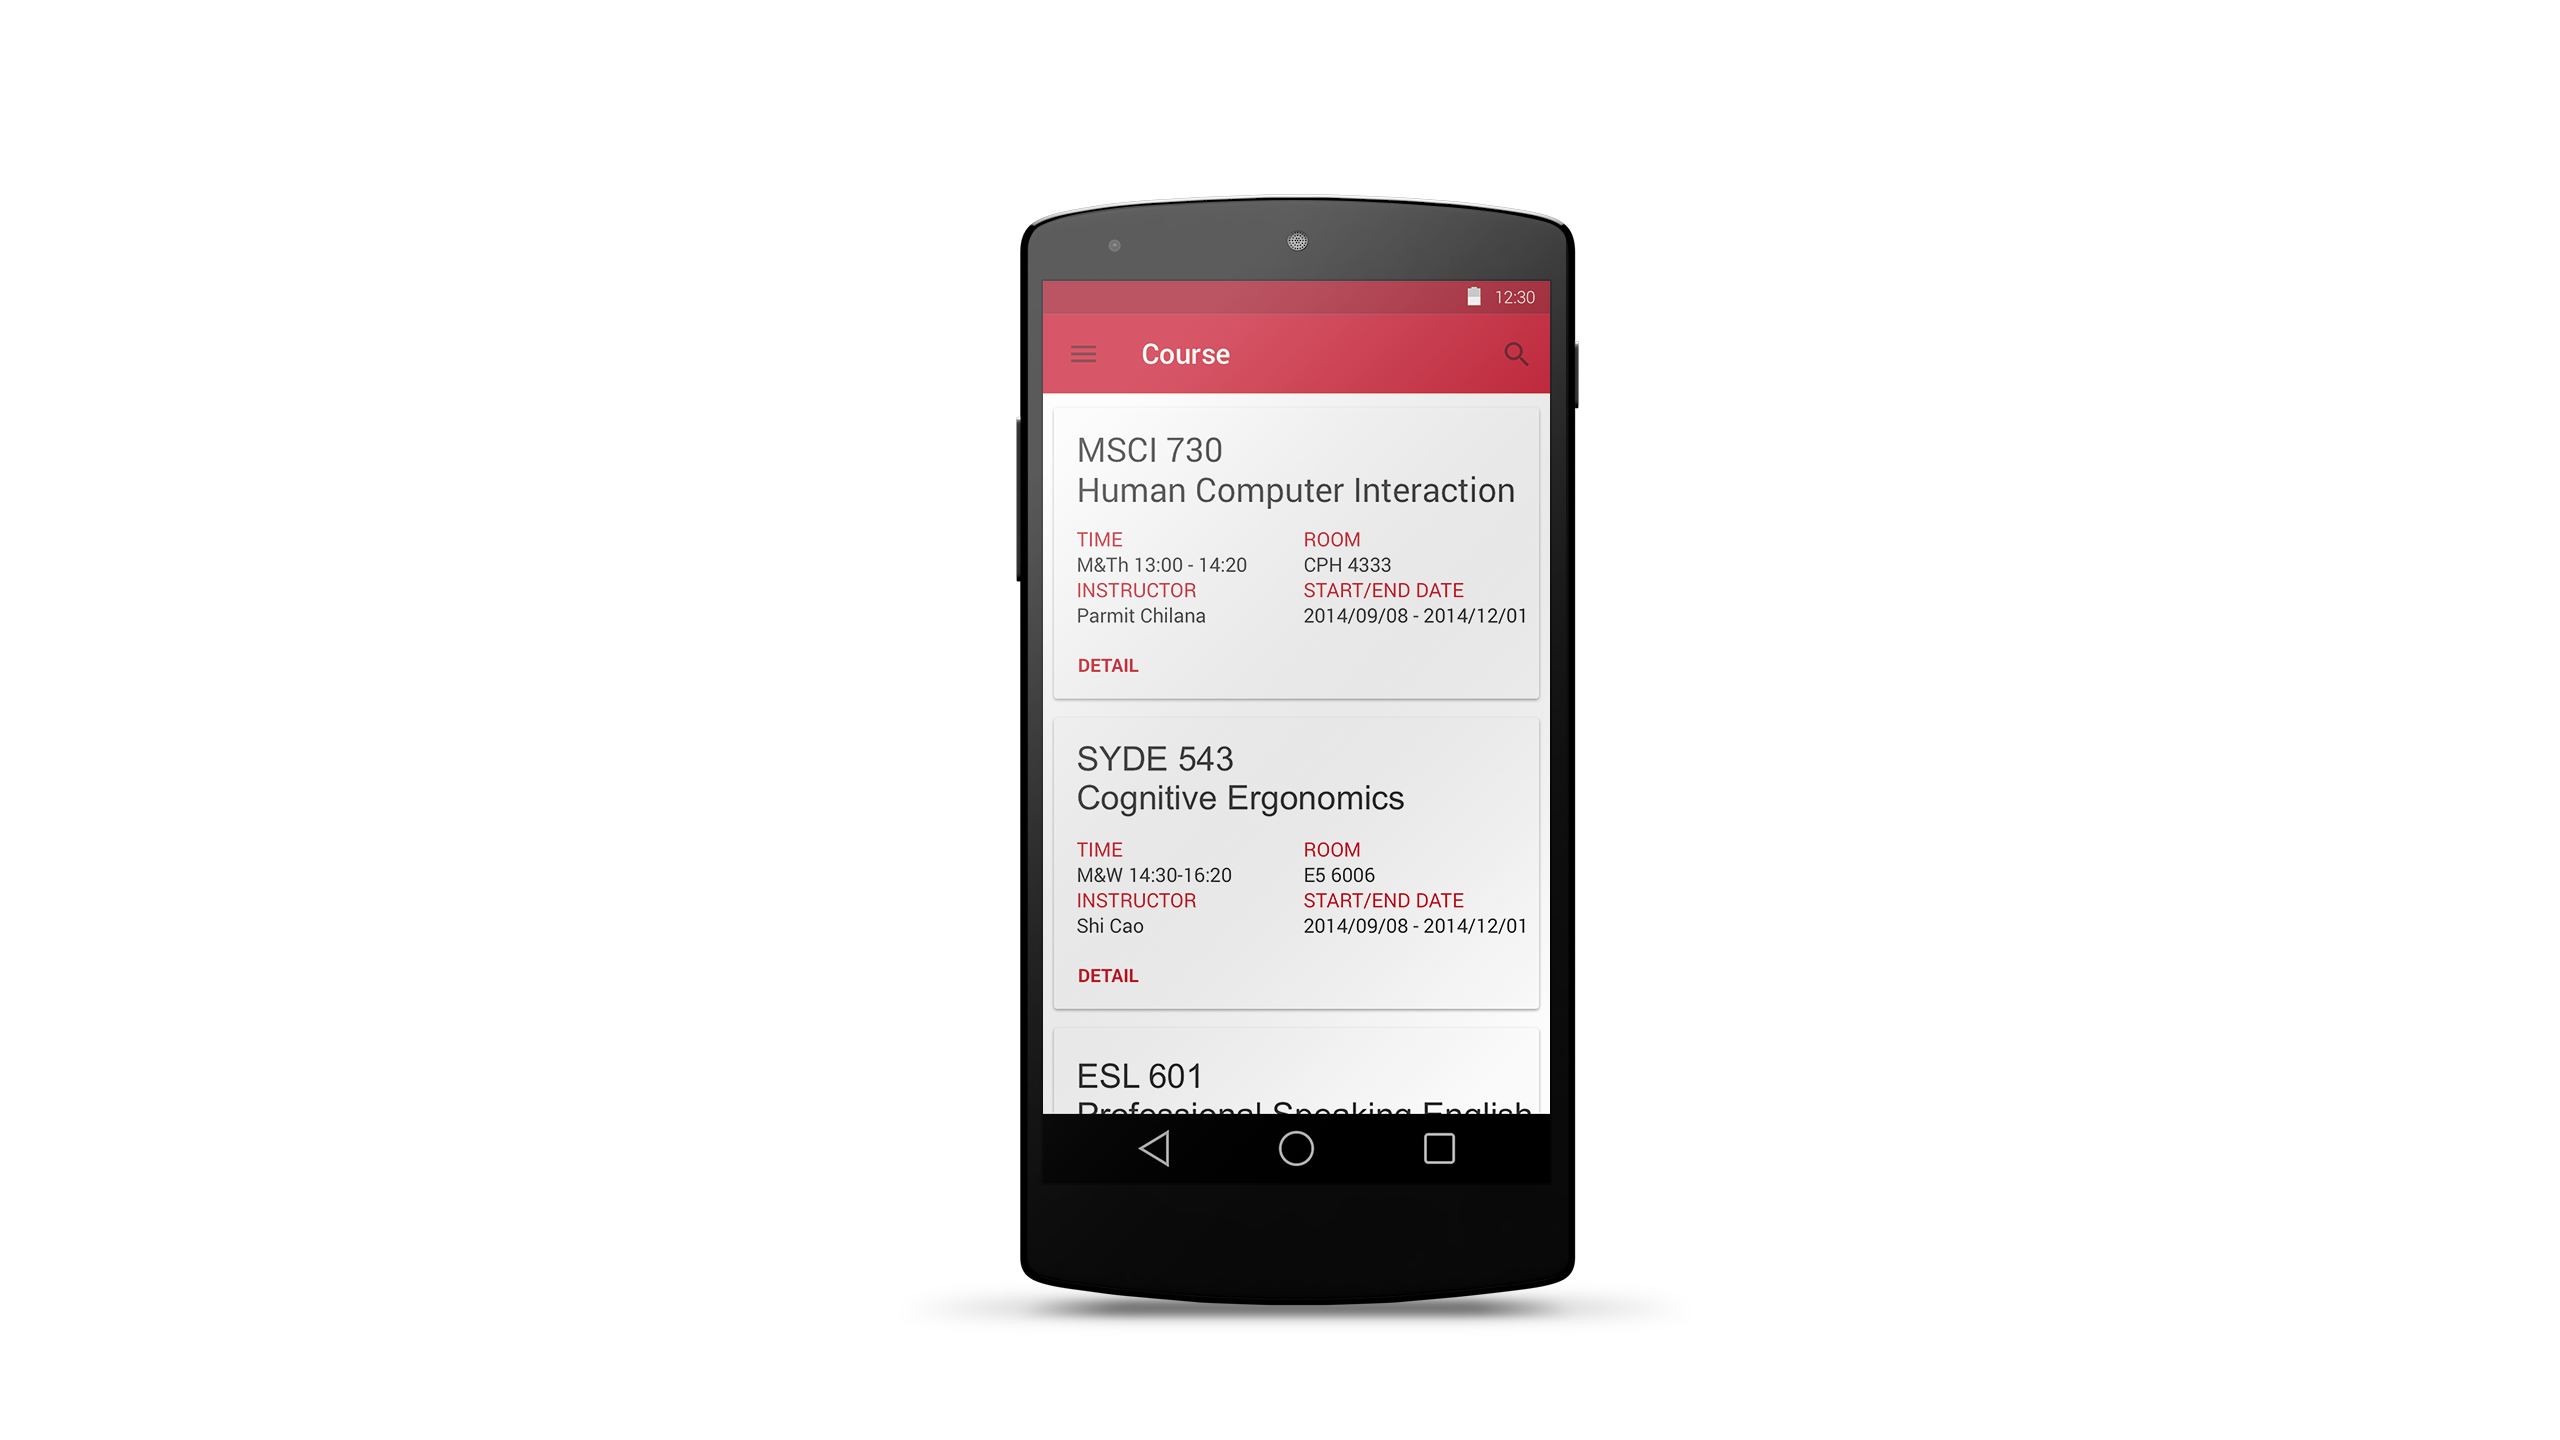 12:30
Course
MSCI 730
Human Computer Interaction
TIME
ROOM
M&Th 13:00 - 14:20
CPH 4333
INSTRUCTOR
START/END DATE
Parmit Chilana
2014/09/08 - 2014/12/01
DETAIL
SYDE 543
Cognitive Ergonomics
TIME
ROOM
M&W 14:30-16:20
E5 6006
INSTRUCTOR
START/END DATE
Shi Cao
2014/09/08 - 2014/12/01
DETAIL
ESL 601
Professional Speaking English